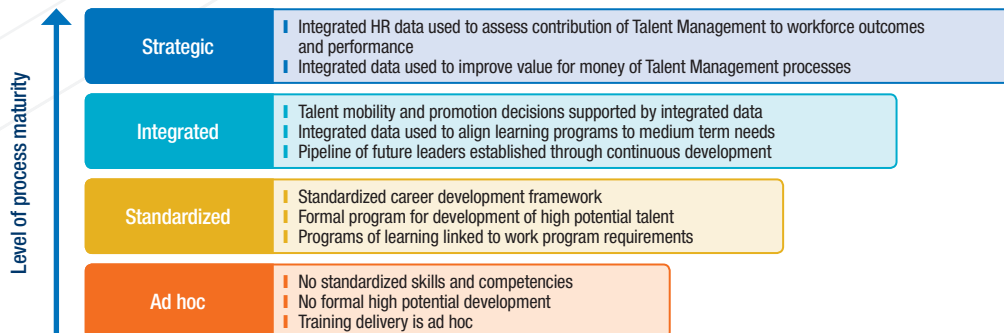 Level of process maturity
Strategic
Integrated HR data used to assess contribution of Talent Management to workforce outcomes
and performance
Integrated data used to improve value for money of Talent Management processes
Integrated
Talent mobility and promotion decisions supported by integrated data
Integrated data used to align learning programs to medium term needs
Pipeline of future leaders established through continuous development
Standardized
Standardized career development framework
Formal program for development of high potential talent
Programs of learning linked to work program requirements
Ad hoc
No standardized skills and competencies
No formal high potential development
Training delivery is ad hoc